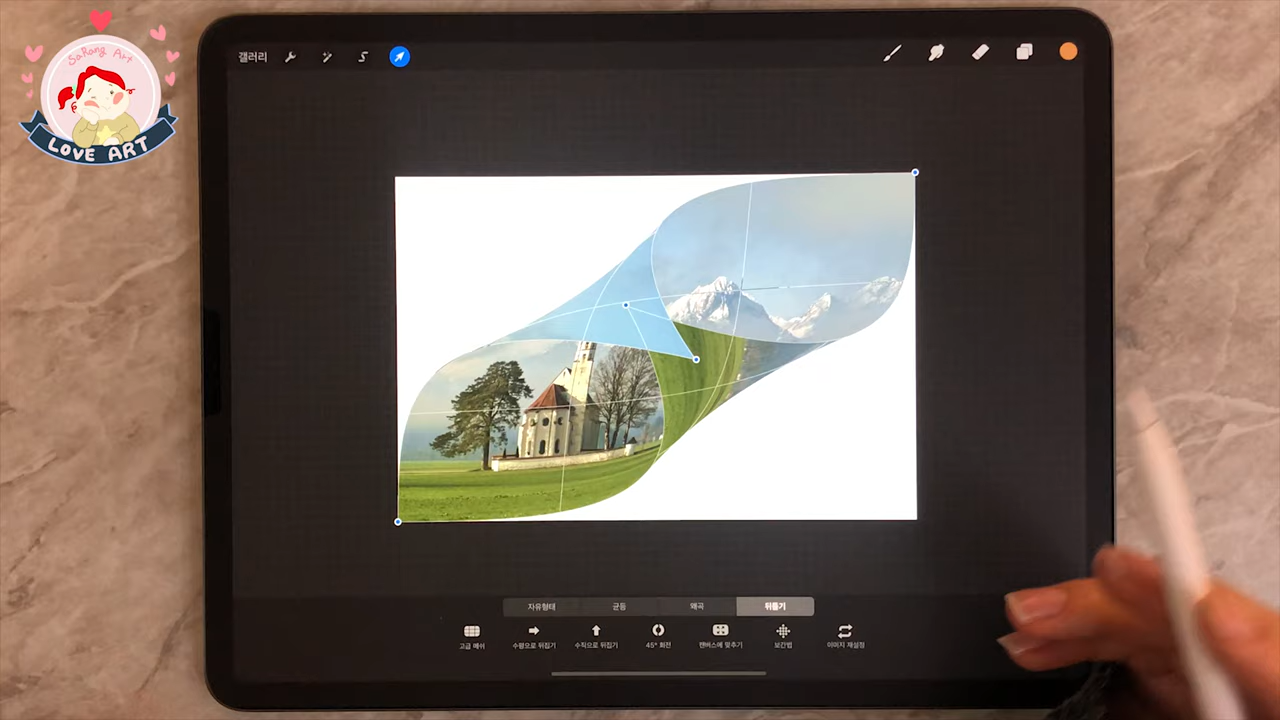 SaRang Art
LOVE ART
갤러리
자유형태
균등
왜곡
뒤틀기
고급 메쉬
수평으로 뒤집기
수직으로 뒤집기
45° 회전
캔버스에 맞추기
보간법
이미지 재설정